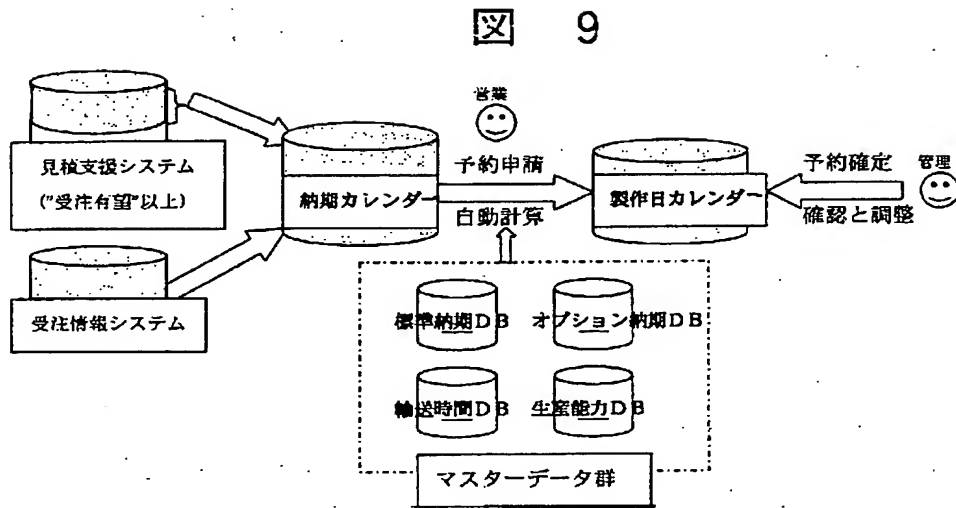 図 9
営業
見積支援システム
("受注有望"以上)
予約申請
納期カレンダー
自動計算
製作日カレンダー
予約確定
管理
確認と調整
受注情報システム
標準納期DB
オプション納期DB
輸送時間DB
生産能力DB
マスターデータ群